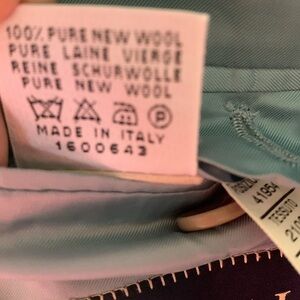 100% PURE NEW WOOL
PURE LAINE VIERGE
REINE SCHURWOLLE
PURE NEW WOOL
P
MADE IN ITALY
1600643
41954
TESSUTO